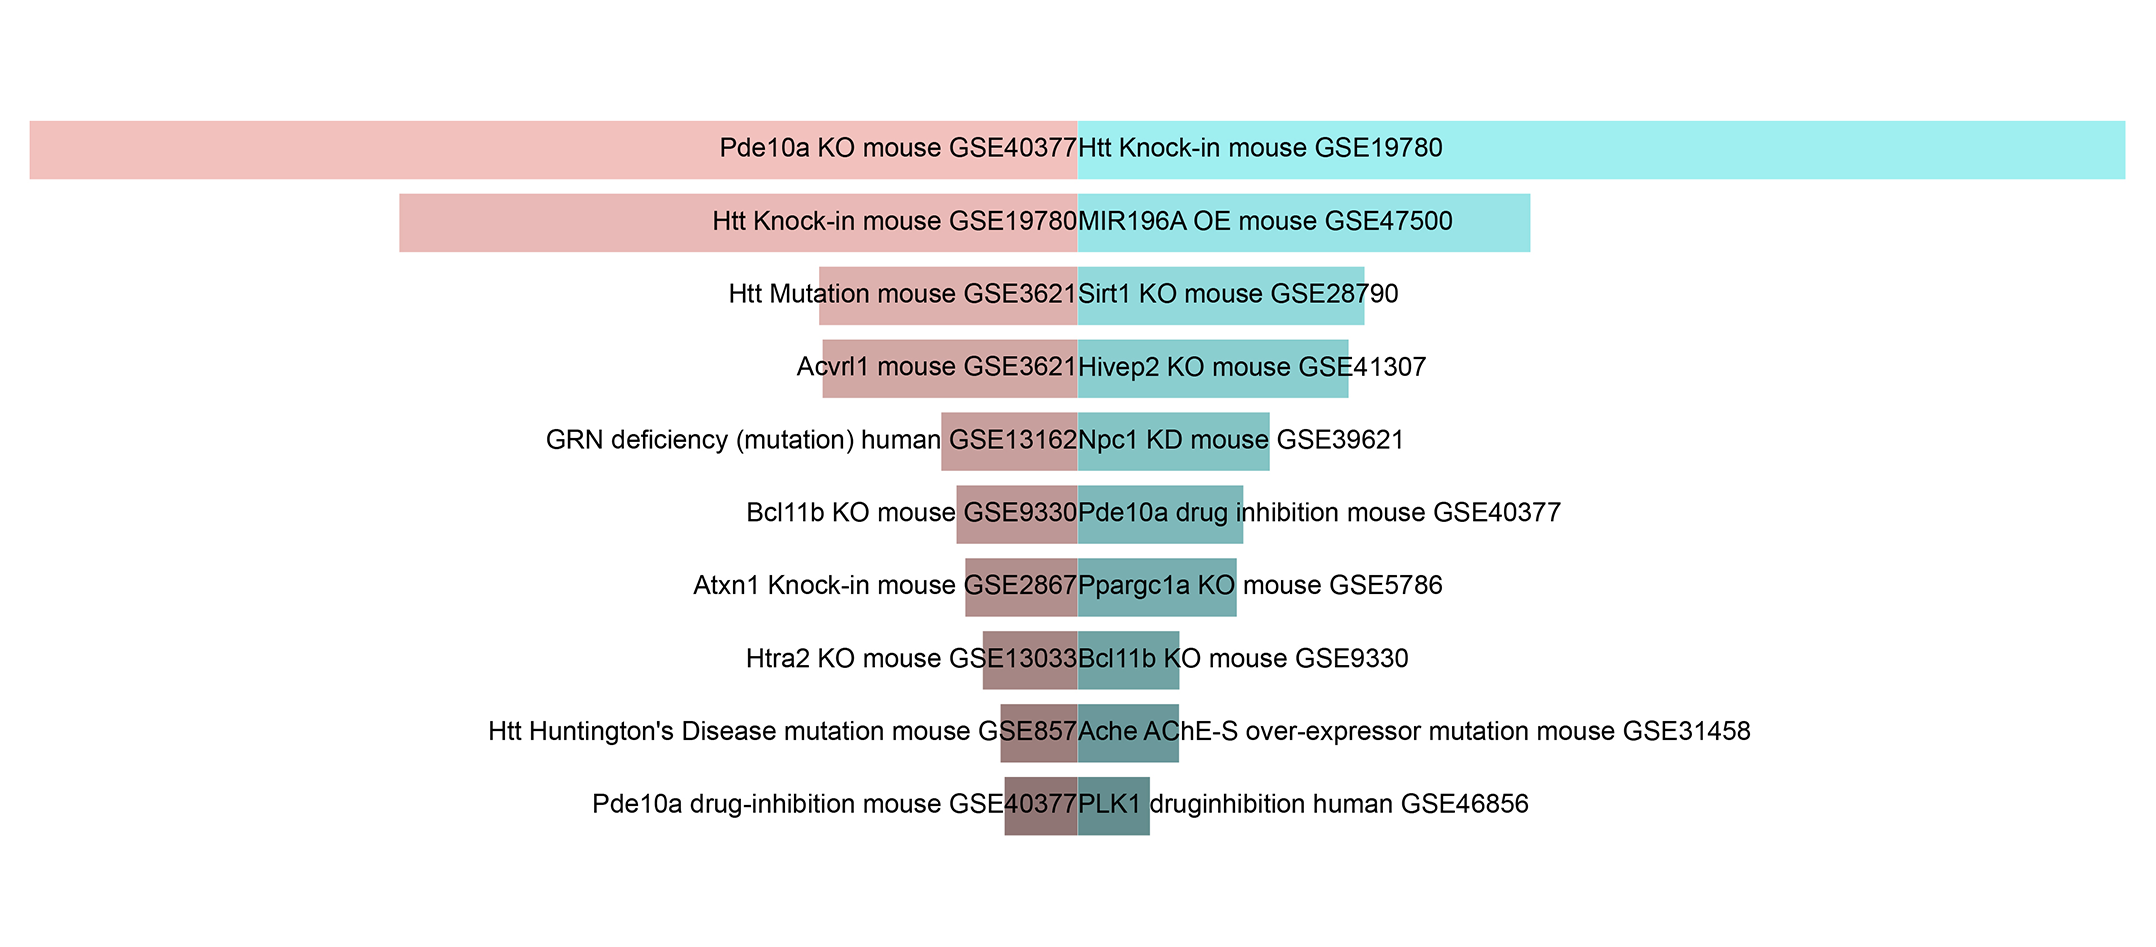 Pde10a KO mouse GSE40377 Htt Knock-in mouse GSE19780
Htt Knock-in mouse GSE19780 MIR196A OE mouse GSE47500
Htt Mutation mouse GSE3621 Sirt1 KO mouse GSE28790
Acvrl1 mouse GSE3621 Hivep2 KO mouse GSE41307
GRN deficiency (mutation) human GSE13162 Npc1 KD mouse GSE39621
Bcl11b KO mouse GSE9330 Pde10a drug inhibition mouse GSE40377
Atxn1 Knock-in mouse GSE2867 Ppargc1a KO mouse GSE5786
Htra2 KO mouse GSE13033 Bcl11b KO mouse GSE9330
Htt Huntington's Disease mutation mouse GSE857 Ache AChE-S over-expressor mutation mouse GSE31458
Pde10a drug-inhibition mouse GSE40377 PLK1 druginhibition human GSE46856